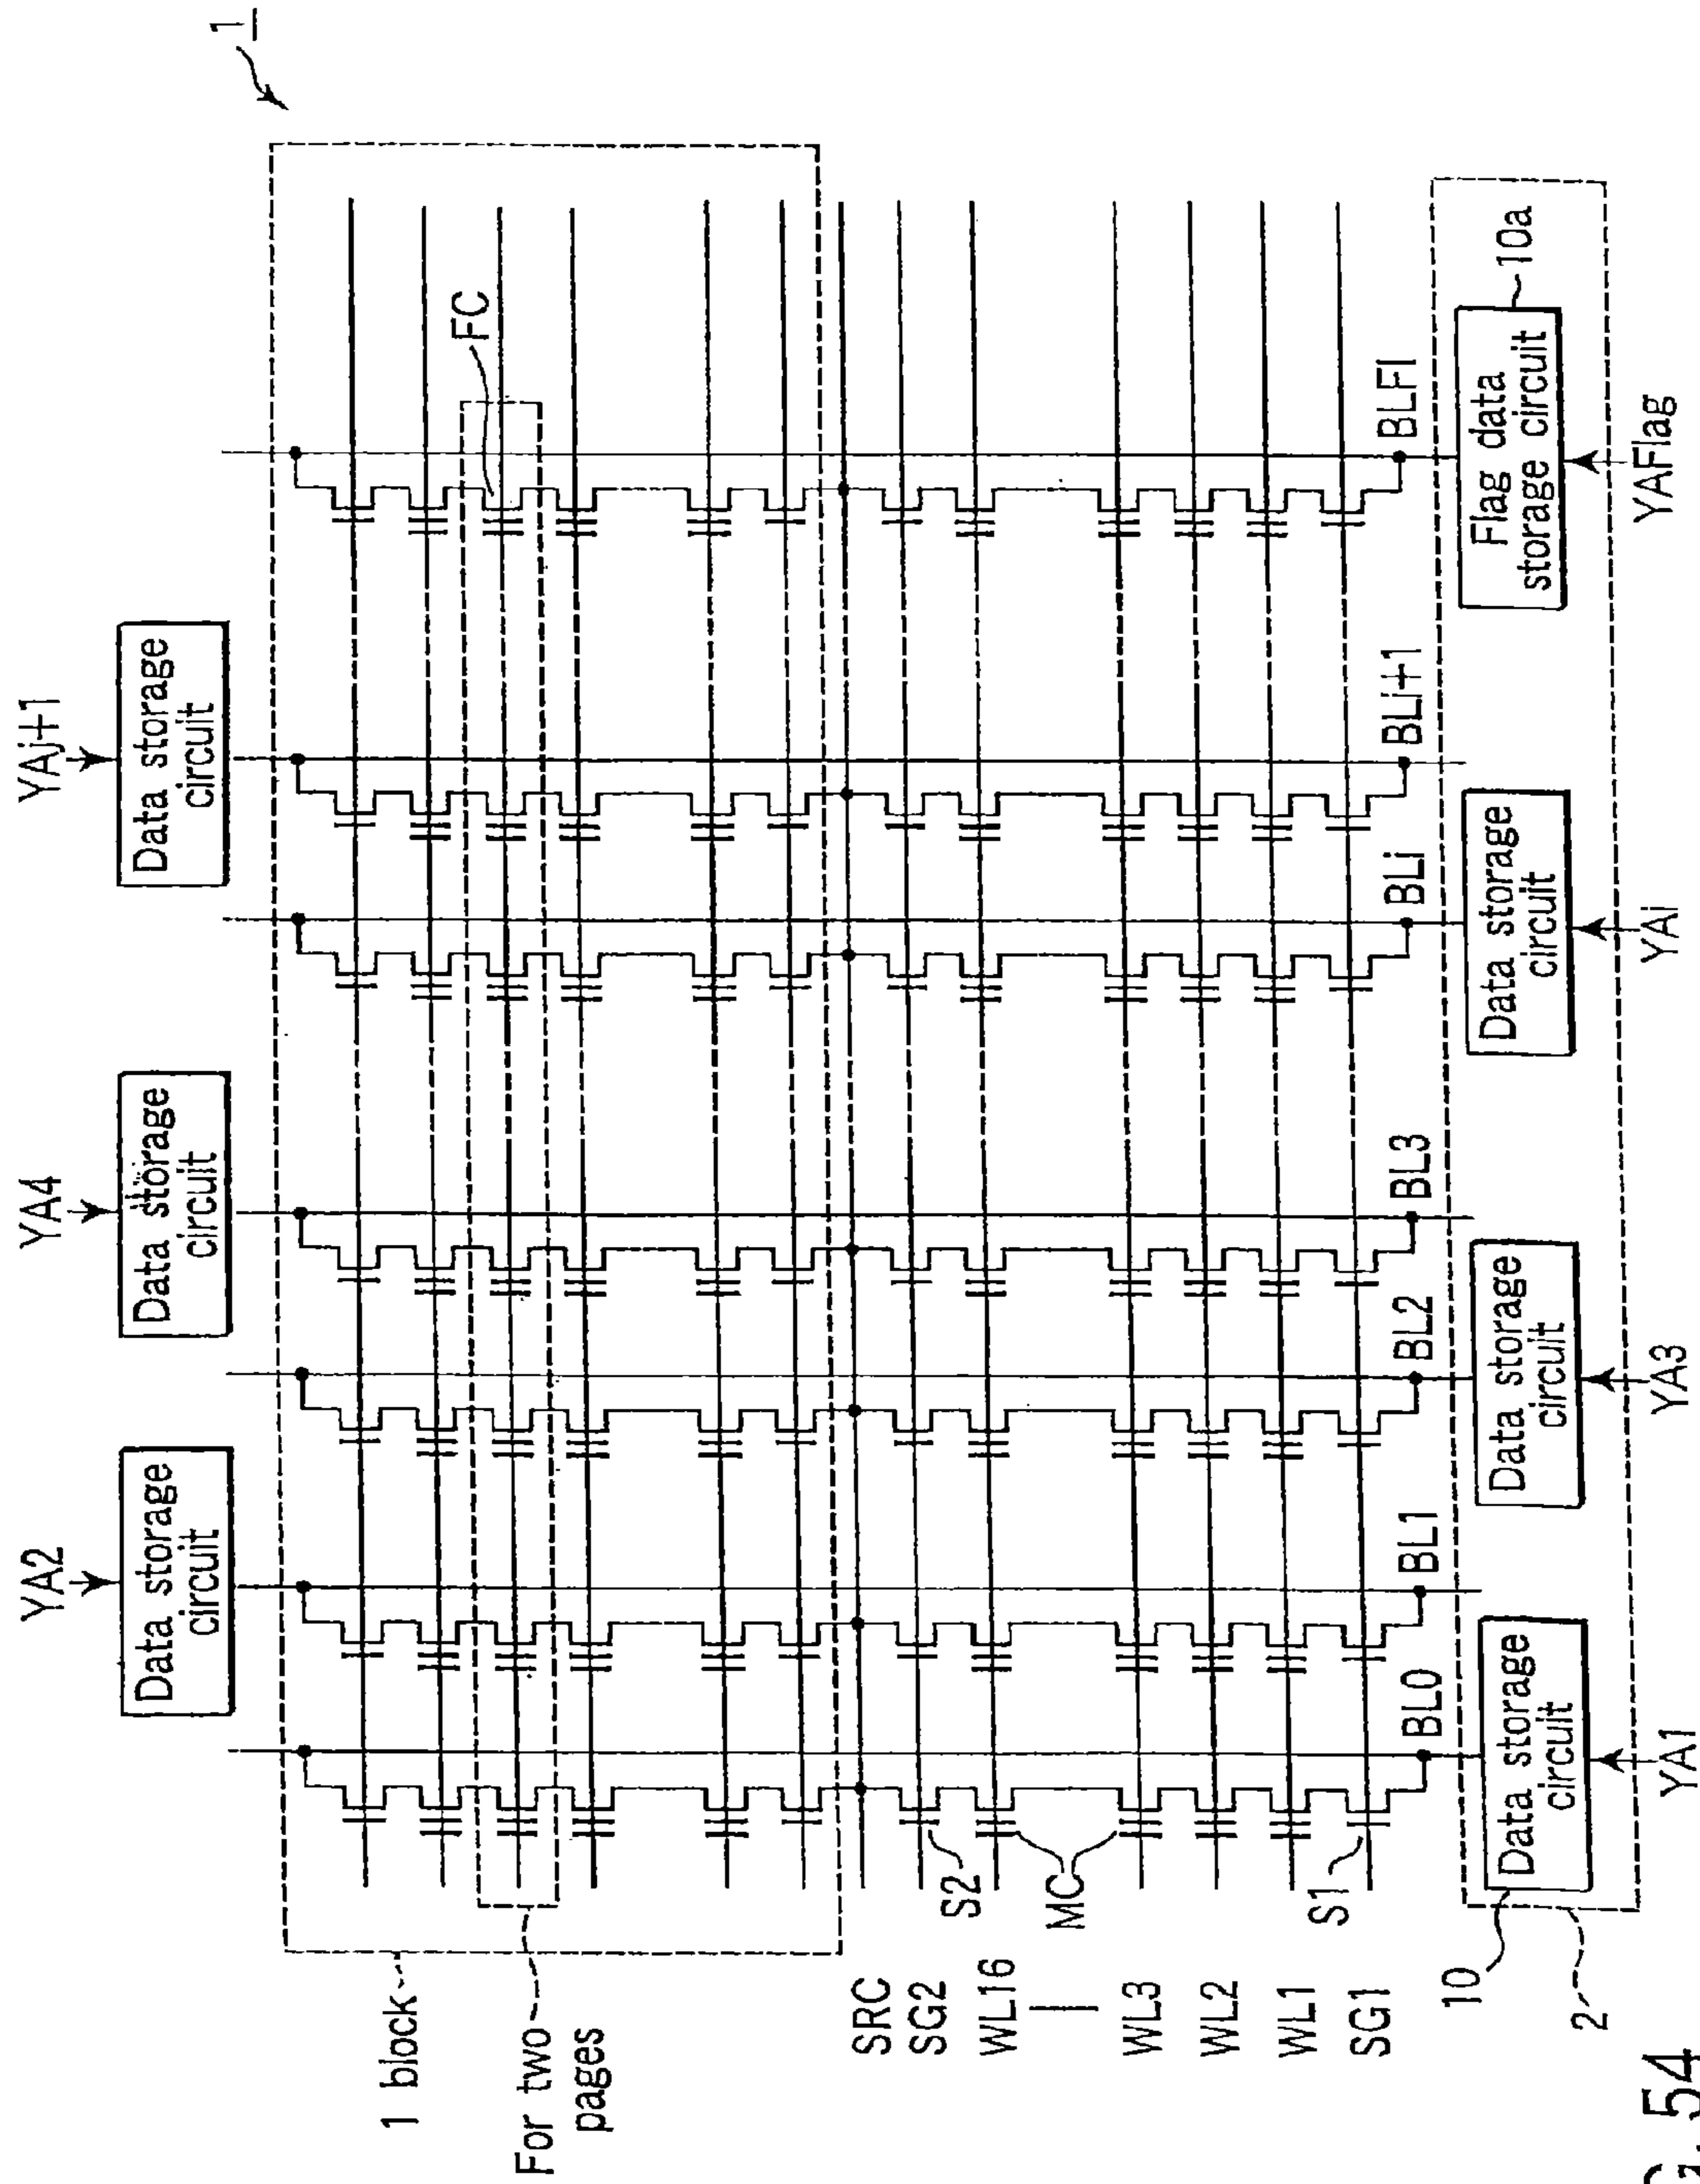 1
YA2
YA4
YAj+1
Data storage
circuit
Data storage
circuit
Data storage
circuit
1 block
FC
For two
pages
SRC
SG2
S2
WL16
MC
WL3
WL2
WL1
S1
SG1
BL0
BL1
BL2
BL3
BLi
BLi+1
BLFl
10
Data storage
circuit
Data storage
circuit
Data storage
circuit
Flag data
storage circuit
10a
2
YA1
YA3
YAi
YAFlag
G. 54